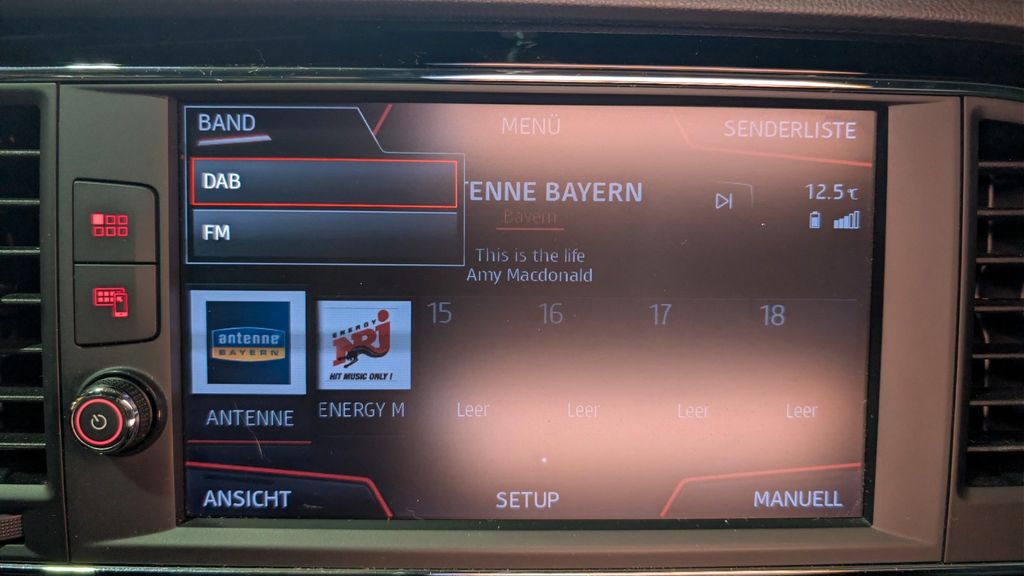 BAND
MENÜ
SENDERLISTE
DAB
FM
TENNE BAYERN
Bayern
12.5 °C
This is the life
Amy Macdonald
15
16
17
18
antenne
BAYERN
ENERGY
NRJ
HIT MUSIC ONLY!
ANTENNE
ENERGY M
Leer
Leer
Leer
Leer
ANSICHT
SETUP
MANUELL